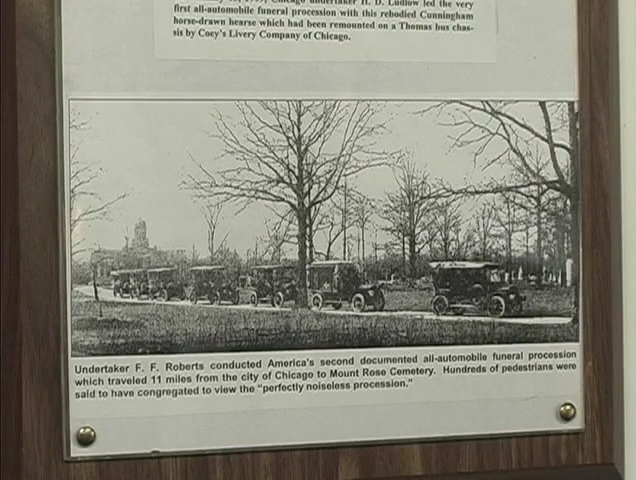 Chicago undertaker H. D. Ludlow led the very
first all-automobile funeral procession with this rebodied Cunningham
horse-drawn hearse which had been remounted on a Thomas bus chas-
sis by Coey's Livery Company of Chicago.
Undertaker F. F. Roberts conducted America's second documented all-automobile funeral procession
which traveled 11 miles from the city of Chicago to Mount Rose Cemetery. Hundreds of pedestrians were
said to have congregated to view the "perfectly noiseless procession."